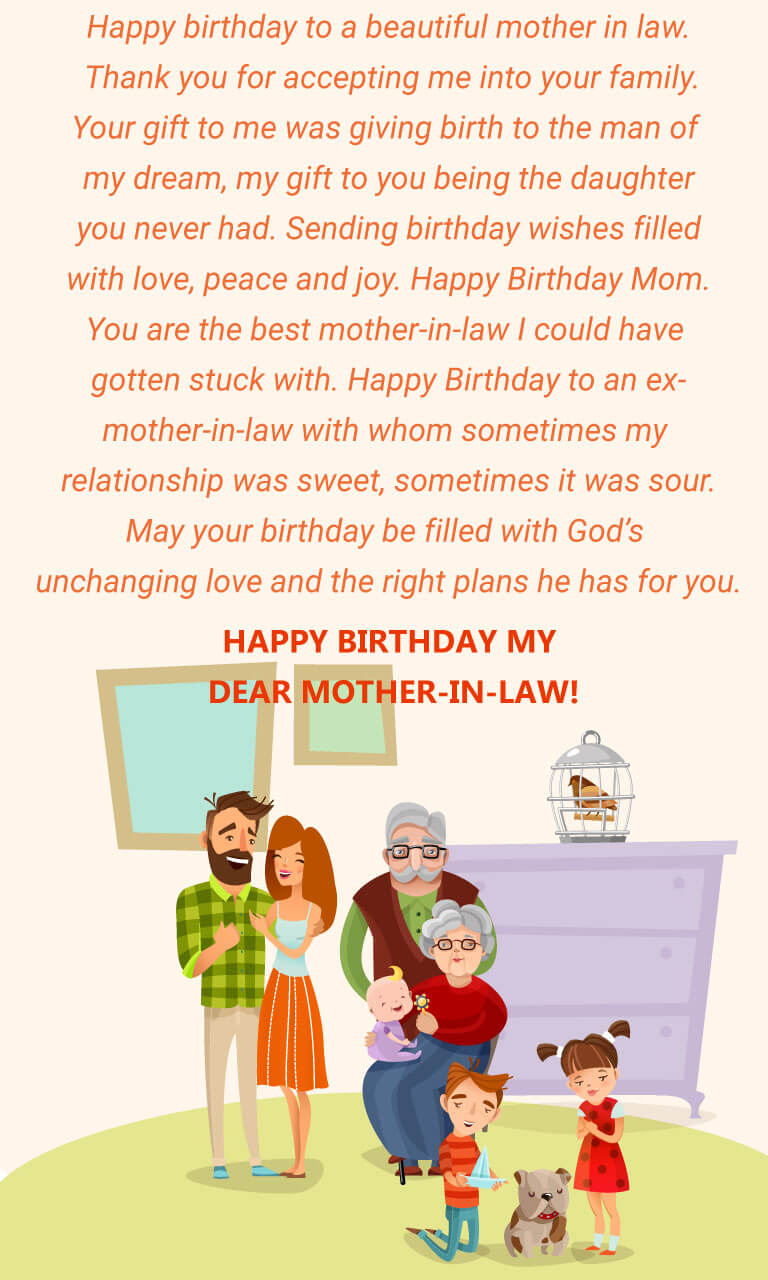 Happy birthday to a beautiful mother in law.
Thank you for accepting me into your family.
Your gift to me was giving birth to the man of
my dream, my gift to you being the daughter
you never had. Sending birthday wishes filled
with love, peace and joy. Happy Birthday Mom.
You are the best mother-in-law I could have
gotten stuck with. Happy Birthday to an ex-
mother-in-law with whom sometimes my
relationship was sweet, sometimes it was sour.
May your birthday be filled with God’s
unchanging love and the right plans he has for you.
HAPPY BIRTHDAY MY
DEAR MOTHER-IN-LAW!